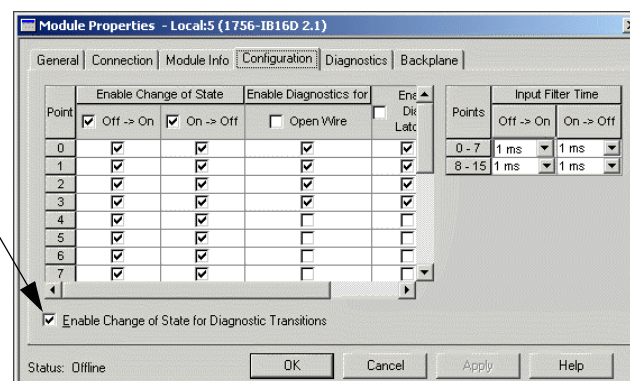 Module Properties - Local:5 (1756-IB16D 2.1)
General Connection Module Info Configuration Diagnostics Backplane
Point
Enable Change of State
Off -> On On -> Off
Enable Diagnostics for
Open Wire
Ena
Dia
Latc
0
1
2
3
4
5
6
7
Points Input Filter Time
Off -> On On -> Off
0 - 7 1 ms 1 ms
8 - 15 1 ms 1 ms
Enable Change of State for Diagnostic Transitions
Status: Offline
OK Cancel Apply Help